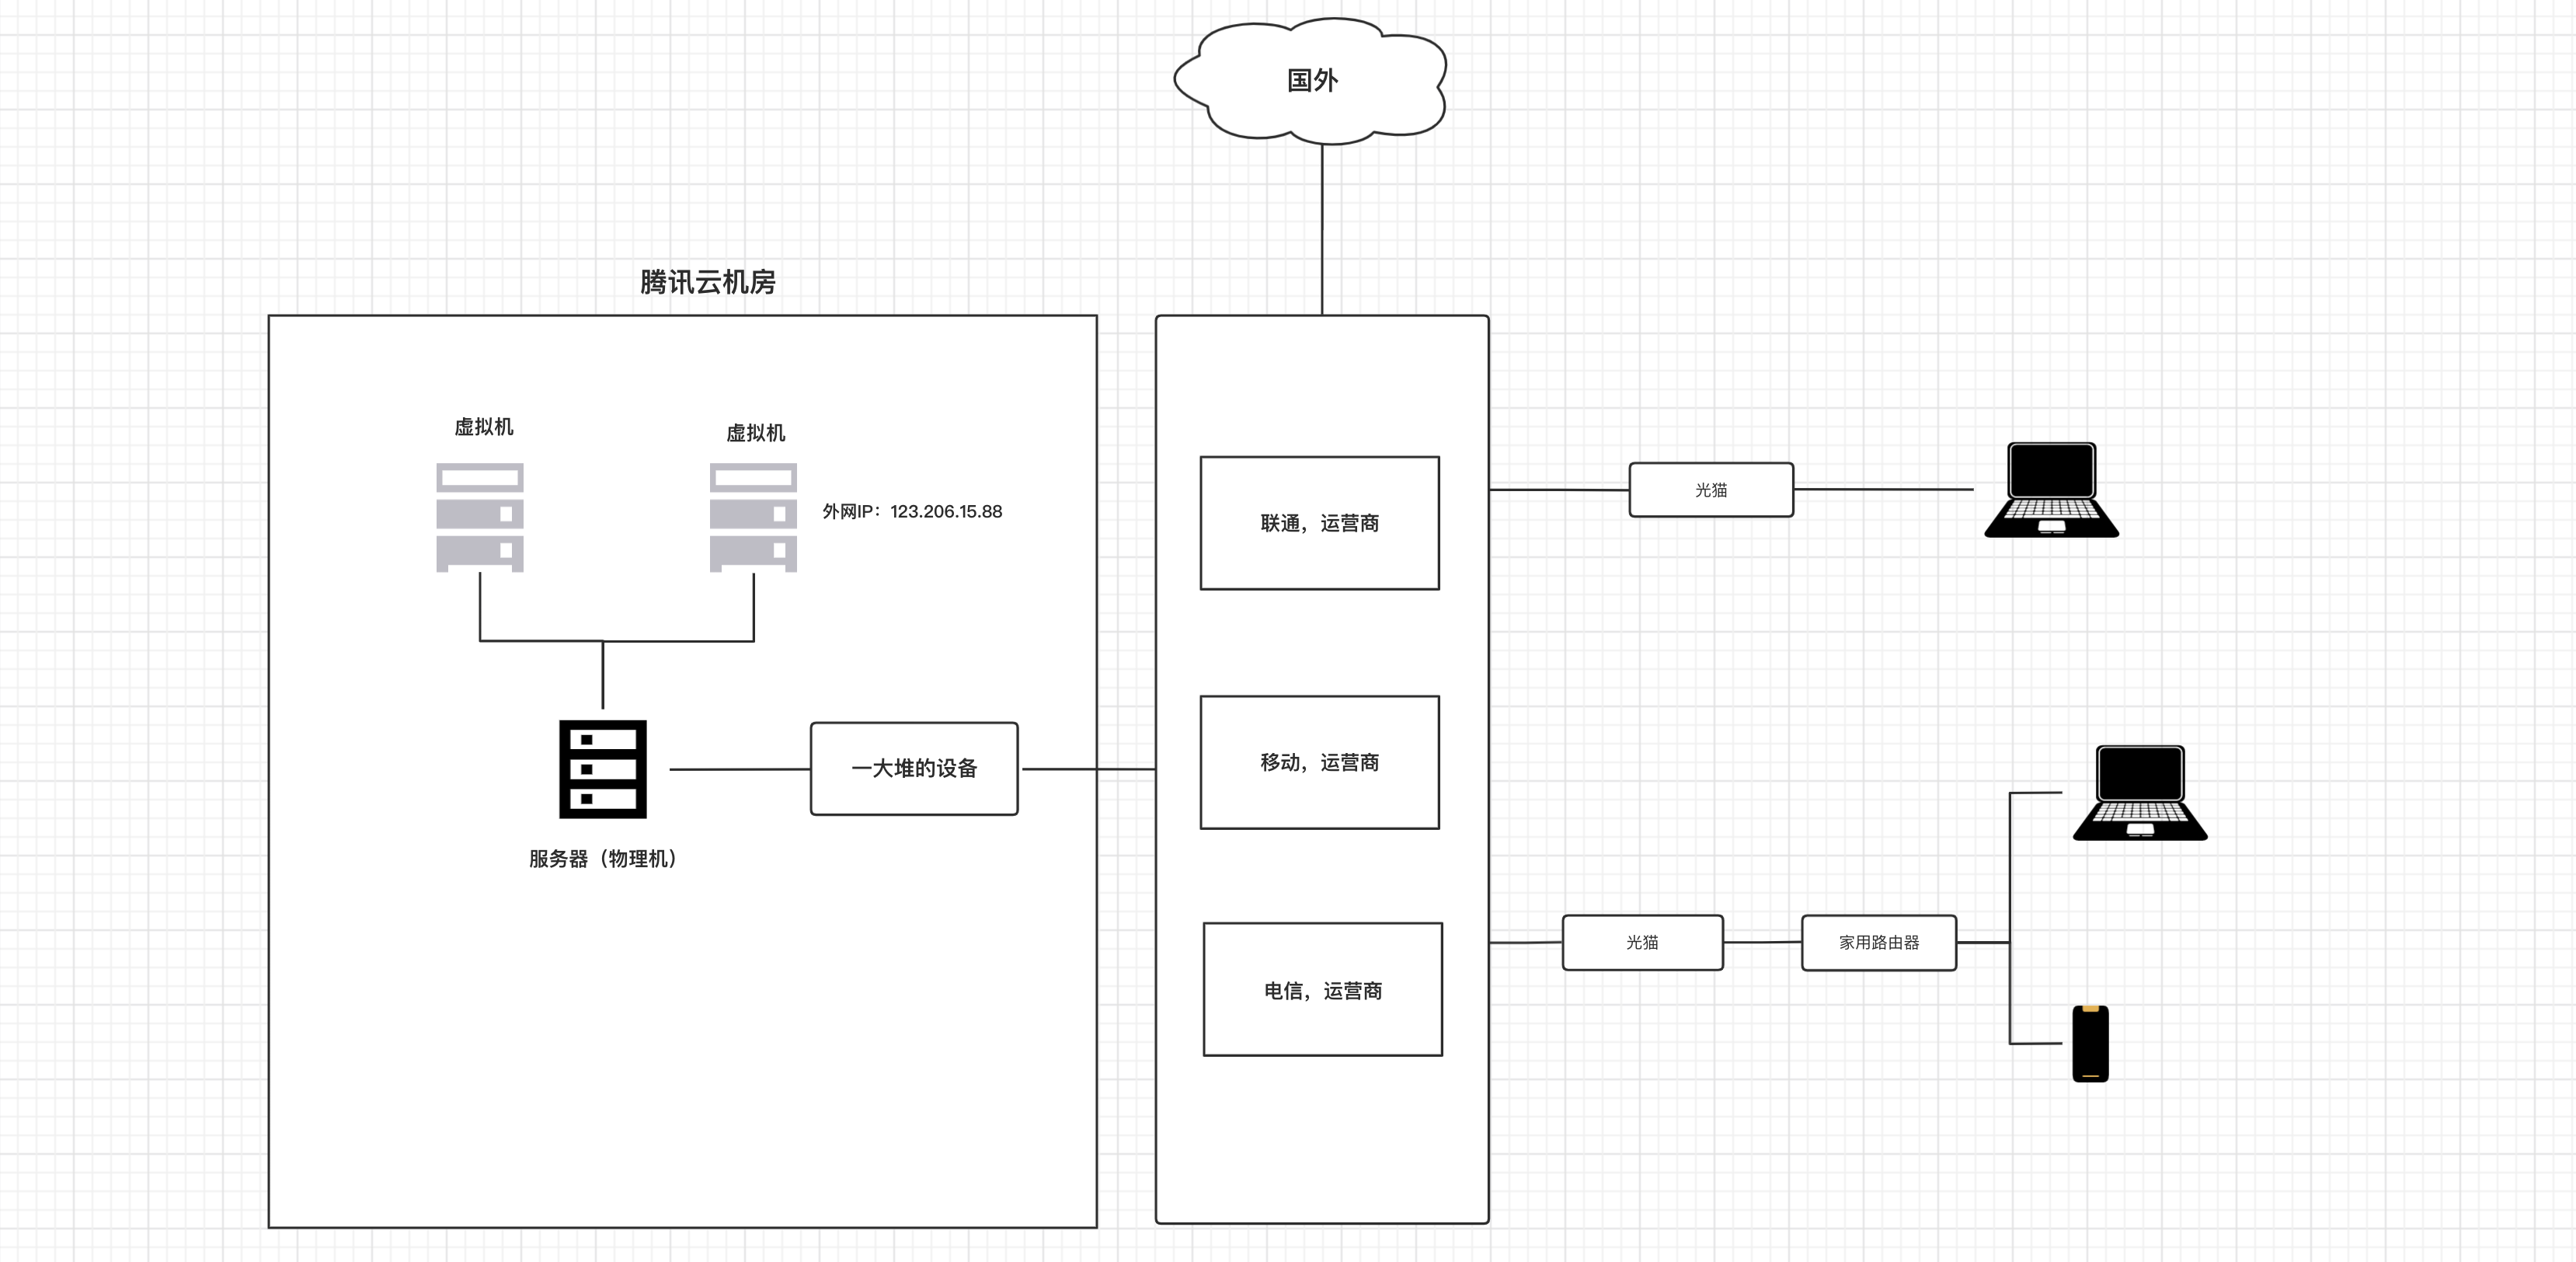 国外
腾讯云机房
虚拟机
虚拟机
外网IP：123.206.15.88
联通，运营商
光猫
一大堆的设备
移动，运营商
服务器（物理机）
光猫
家用路由器
电信，运营商